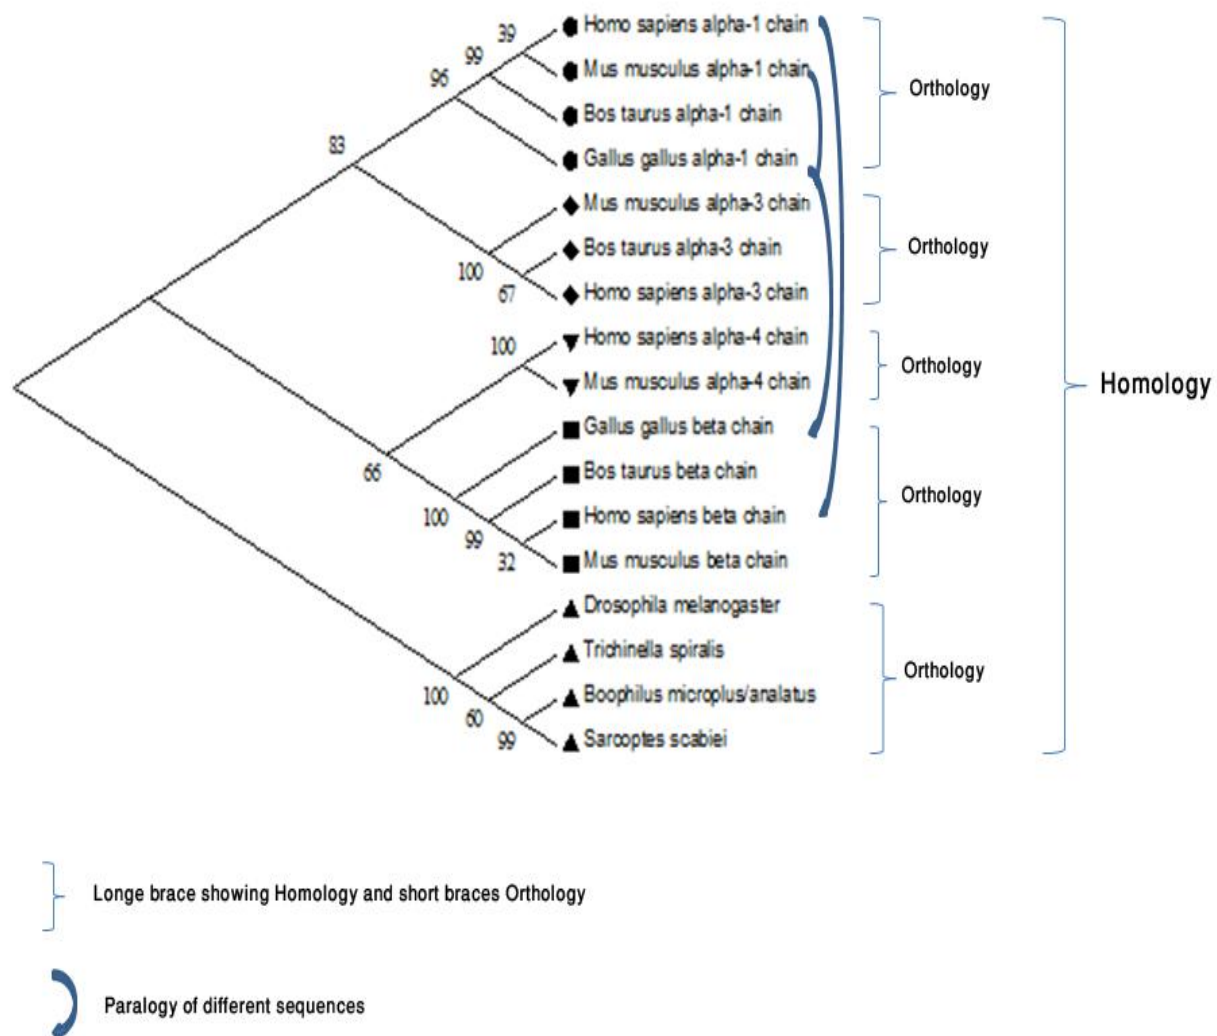 39
Homo sapiens alpha-1 chain
99
Mus musculus alpha-1 chain
96
Bos taurus alpha-1 chain
Orthology
83
Gallus gallus alpha-1 chain
Mus musculus alpha-3 chain
Bos taurus alpha-3 chain
Orthology
100
67
Homo sapiens alpha-3 chain
100
Homo sapiens alpha-4 chain
Orthology
Mus musculus alpha-4 chain
Homology
Gallus gallus beta chain
66
Bos taurus beta chain
Orthology
100
Homo sapiens beta chain
99
32
Mus musculus beta chain
Drosophila melanogaster
Trichinella spiralis
Orthology
100
60
Boophilus microplus/analatus
99
Sarcoptes scabiei
Longe brace showing Homology and short braces Orthology
Paralogy of different sequences